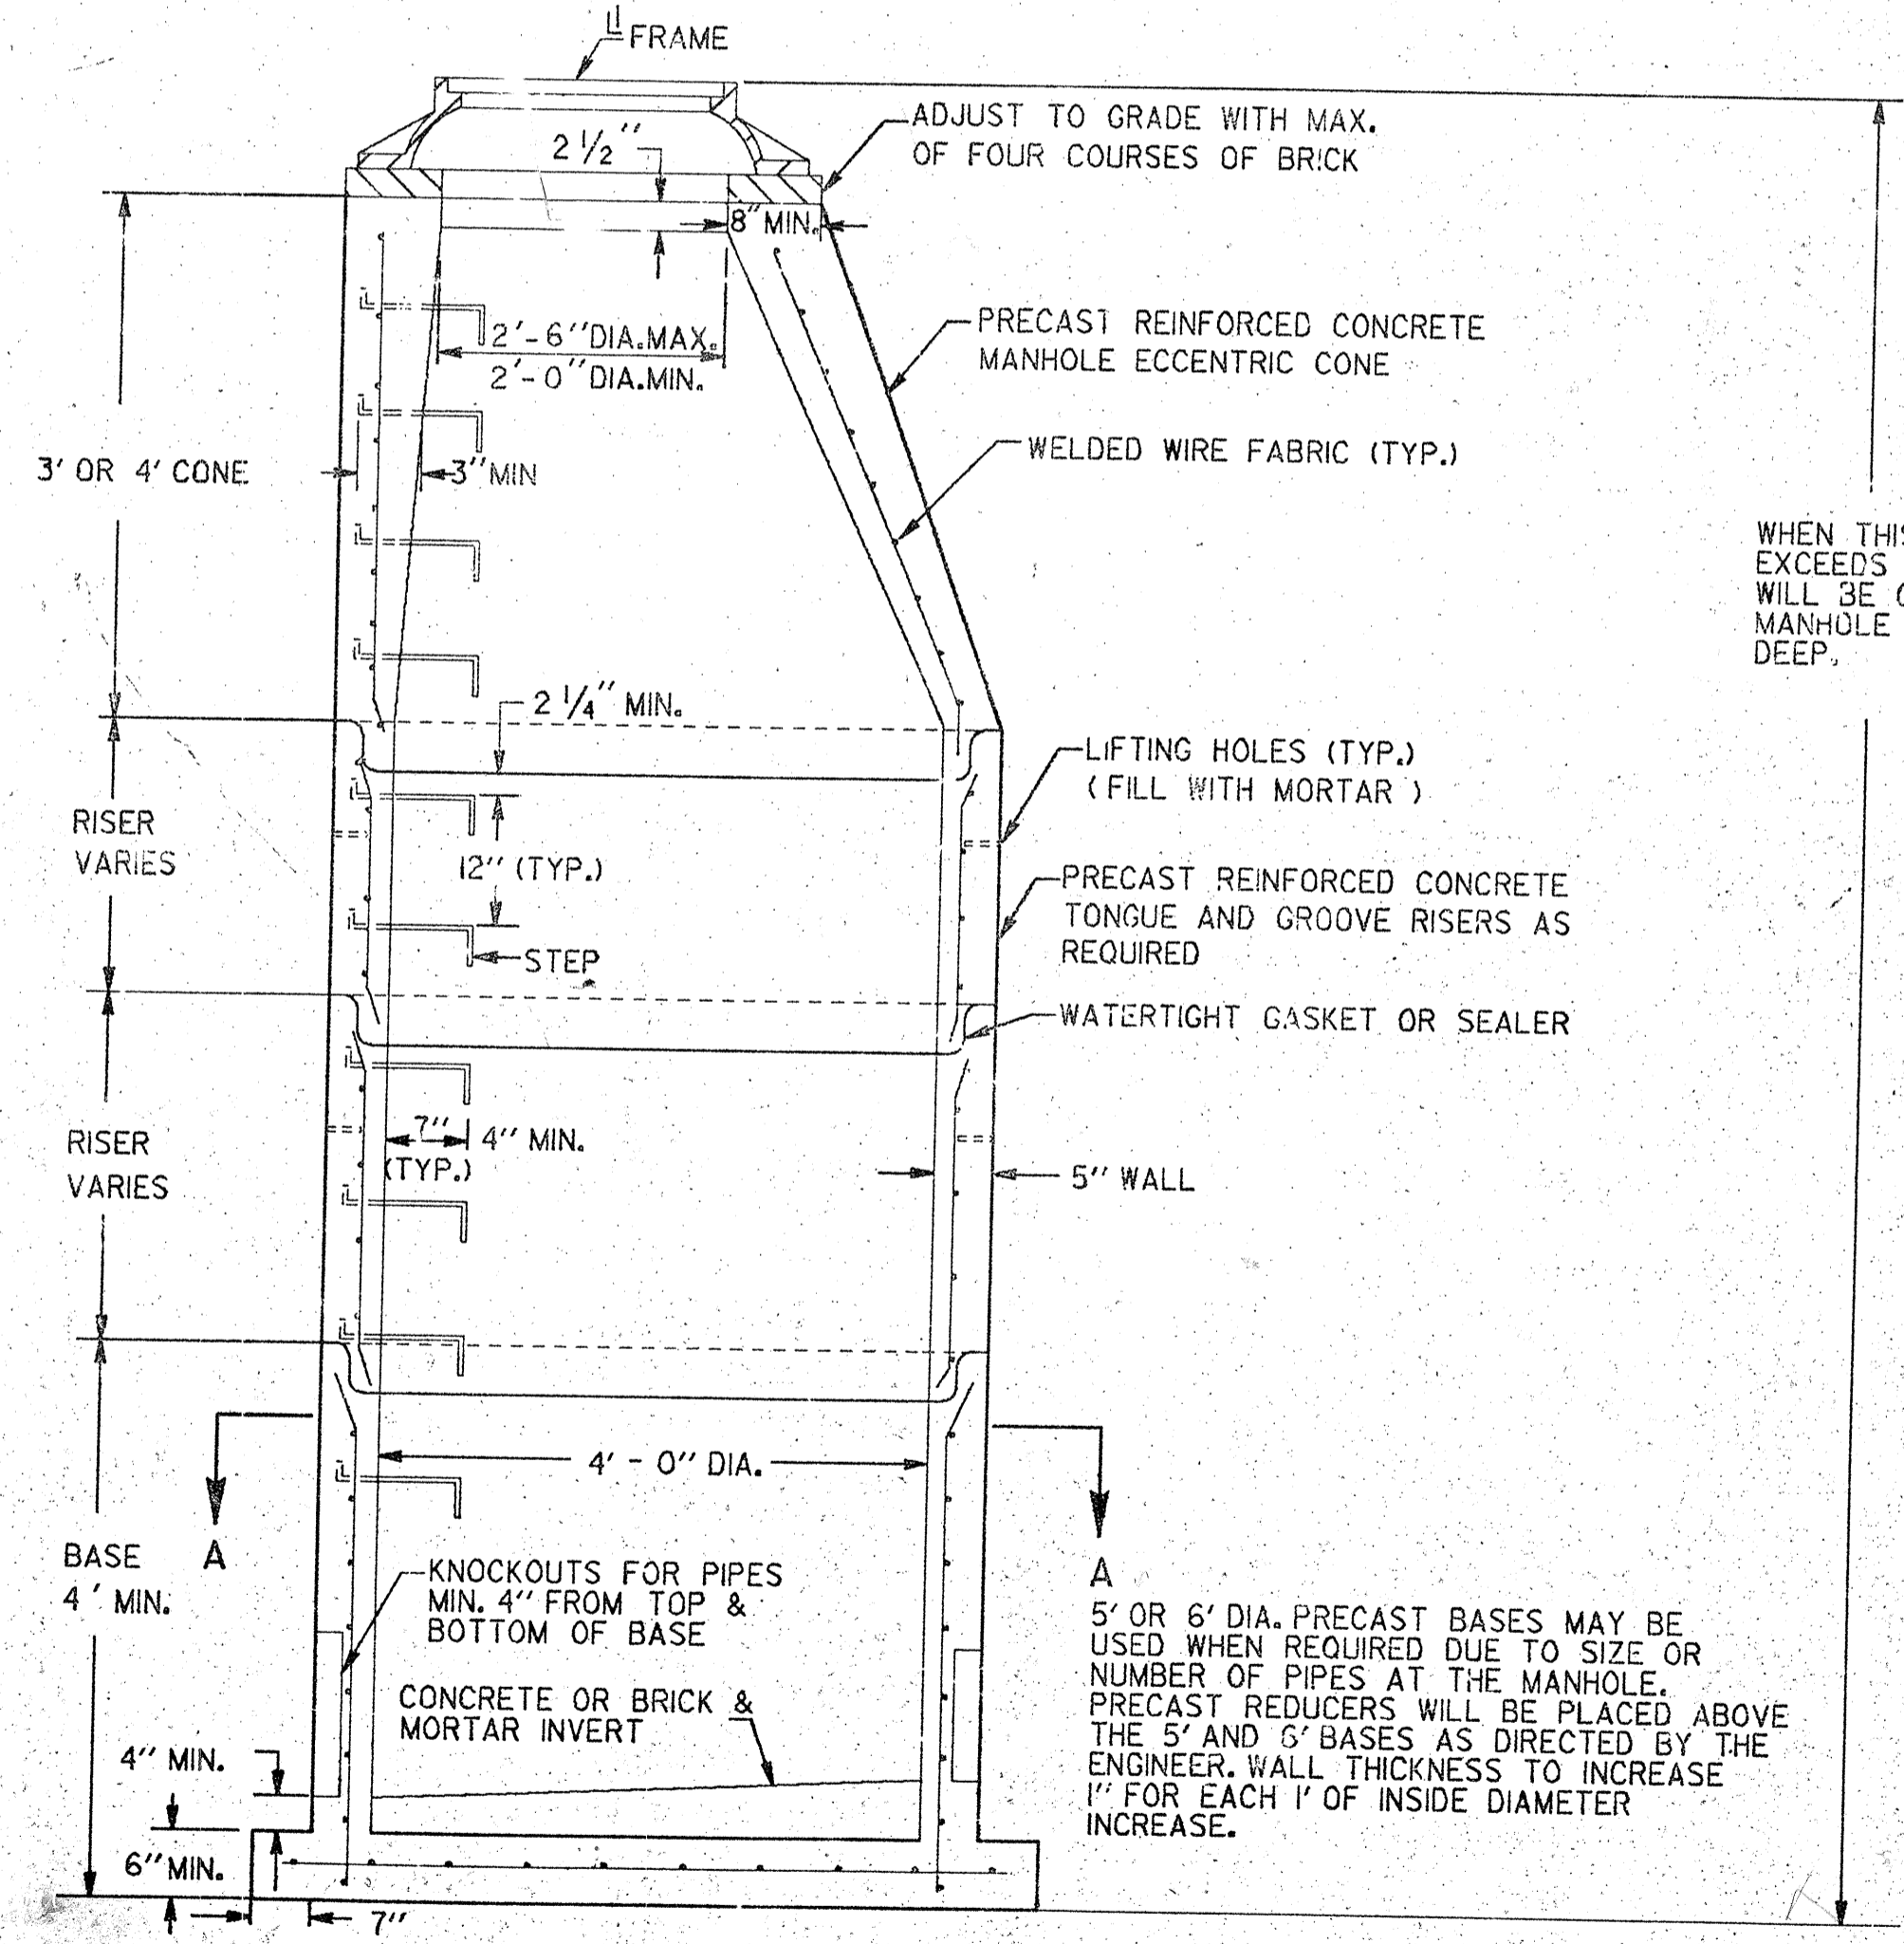 FRAME
ADJUST TO GRADE WITH MAX.
OF FOUR COURSES OF BRICK
2 1/2"
8" MIN.
2'-6" DIA. MAX.
2'-0" DIA. MIN.
PRECAST REINFORCED CONCRETE
MANHOLE ECCENTRIC CONE
WELDED WIRE FABRIC (TYP.)
3' OR 4' CONE
3" MIN
WHEN THIS
EXCEEDS
WILL BE
MANHOLE
DEEP.
2 1/4" MIN.
LIFTING HOLES (TYP.)
( FILL WITH MORTAR )
RISER
VARIES
12" (TYP.)
STEP
PRECAST REINFORCED CONCRETE
TONGUE AND GROOVE RISERS AS
REQUIRED
WATERTIGHT GASKET OR SEALER
RISER
VARIES
7" 4" MIN.
(TYP.)
5" WALL
4' - 0" DIA.
BASE
4' MIN.
A
A
KNOCKOUTS FOR PIPES
MIN. 4" FROM TOP &
BOTTOM OF BASE
CONCRETE OR BRICK &
MORTAR INVERT
5' OR 6' DIA. PRECAST BASES MAY BE
USED WHEN REQUIRED DUE TO SIZE OR
NUMBER OF PIPES AT THE MANHOLE.
PRECAST REDUCERS WILL BE PLACED ABOVE
THE 5' AND 6' BASES AS DIRECTED BY THE
ENGINEER. WALL THICKNESS TO INCREASE
1" FOR EACH 1' OF INSIDE DIAMETER
INCREASE.
4" MIN.
6" MIN.
7"